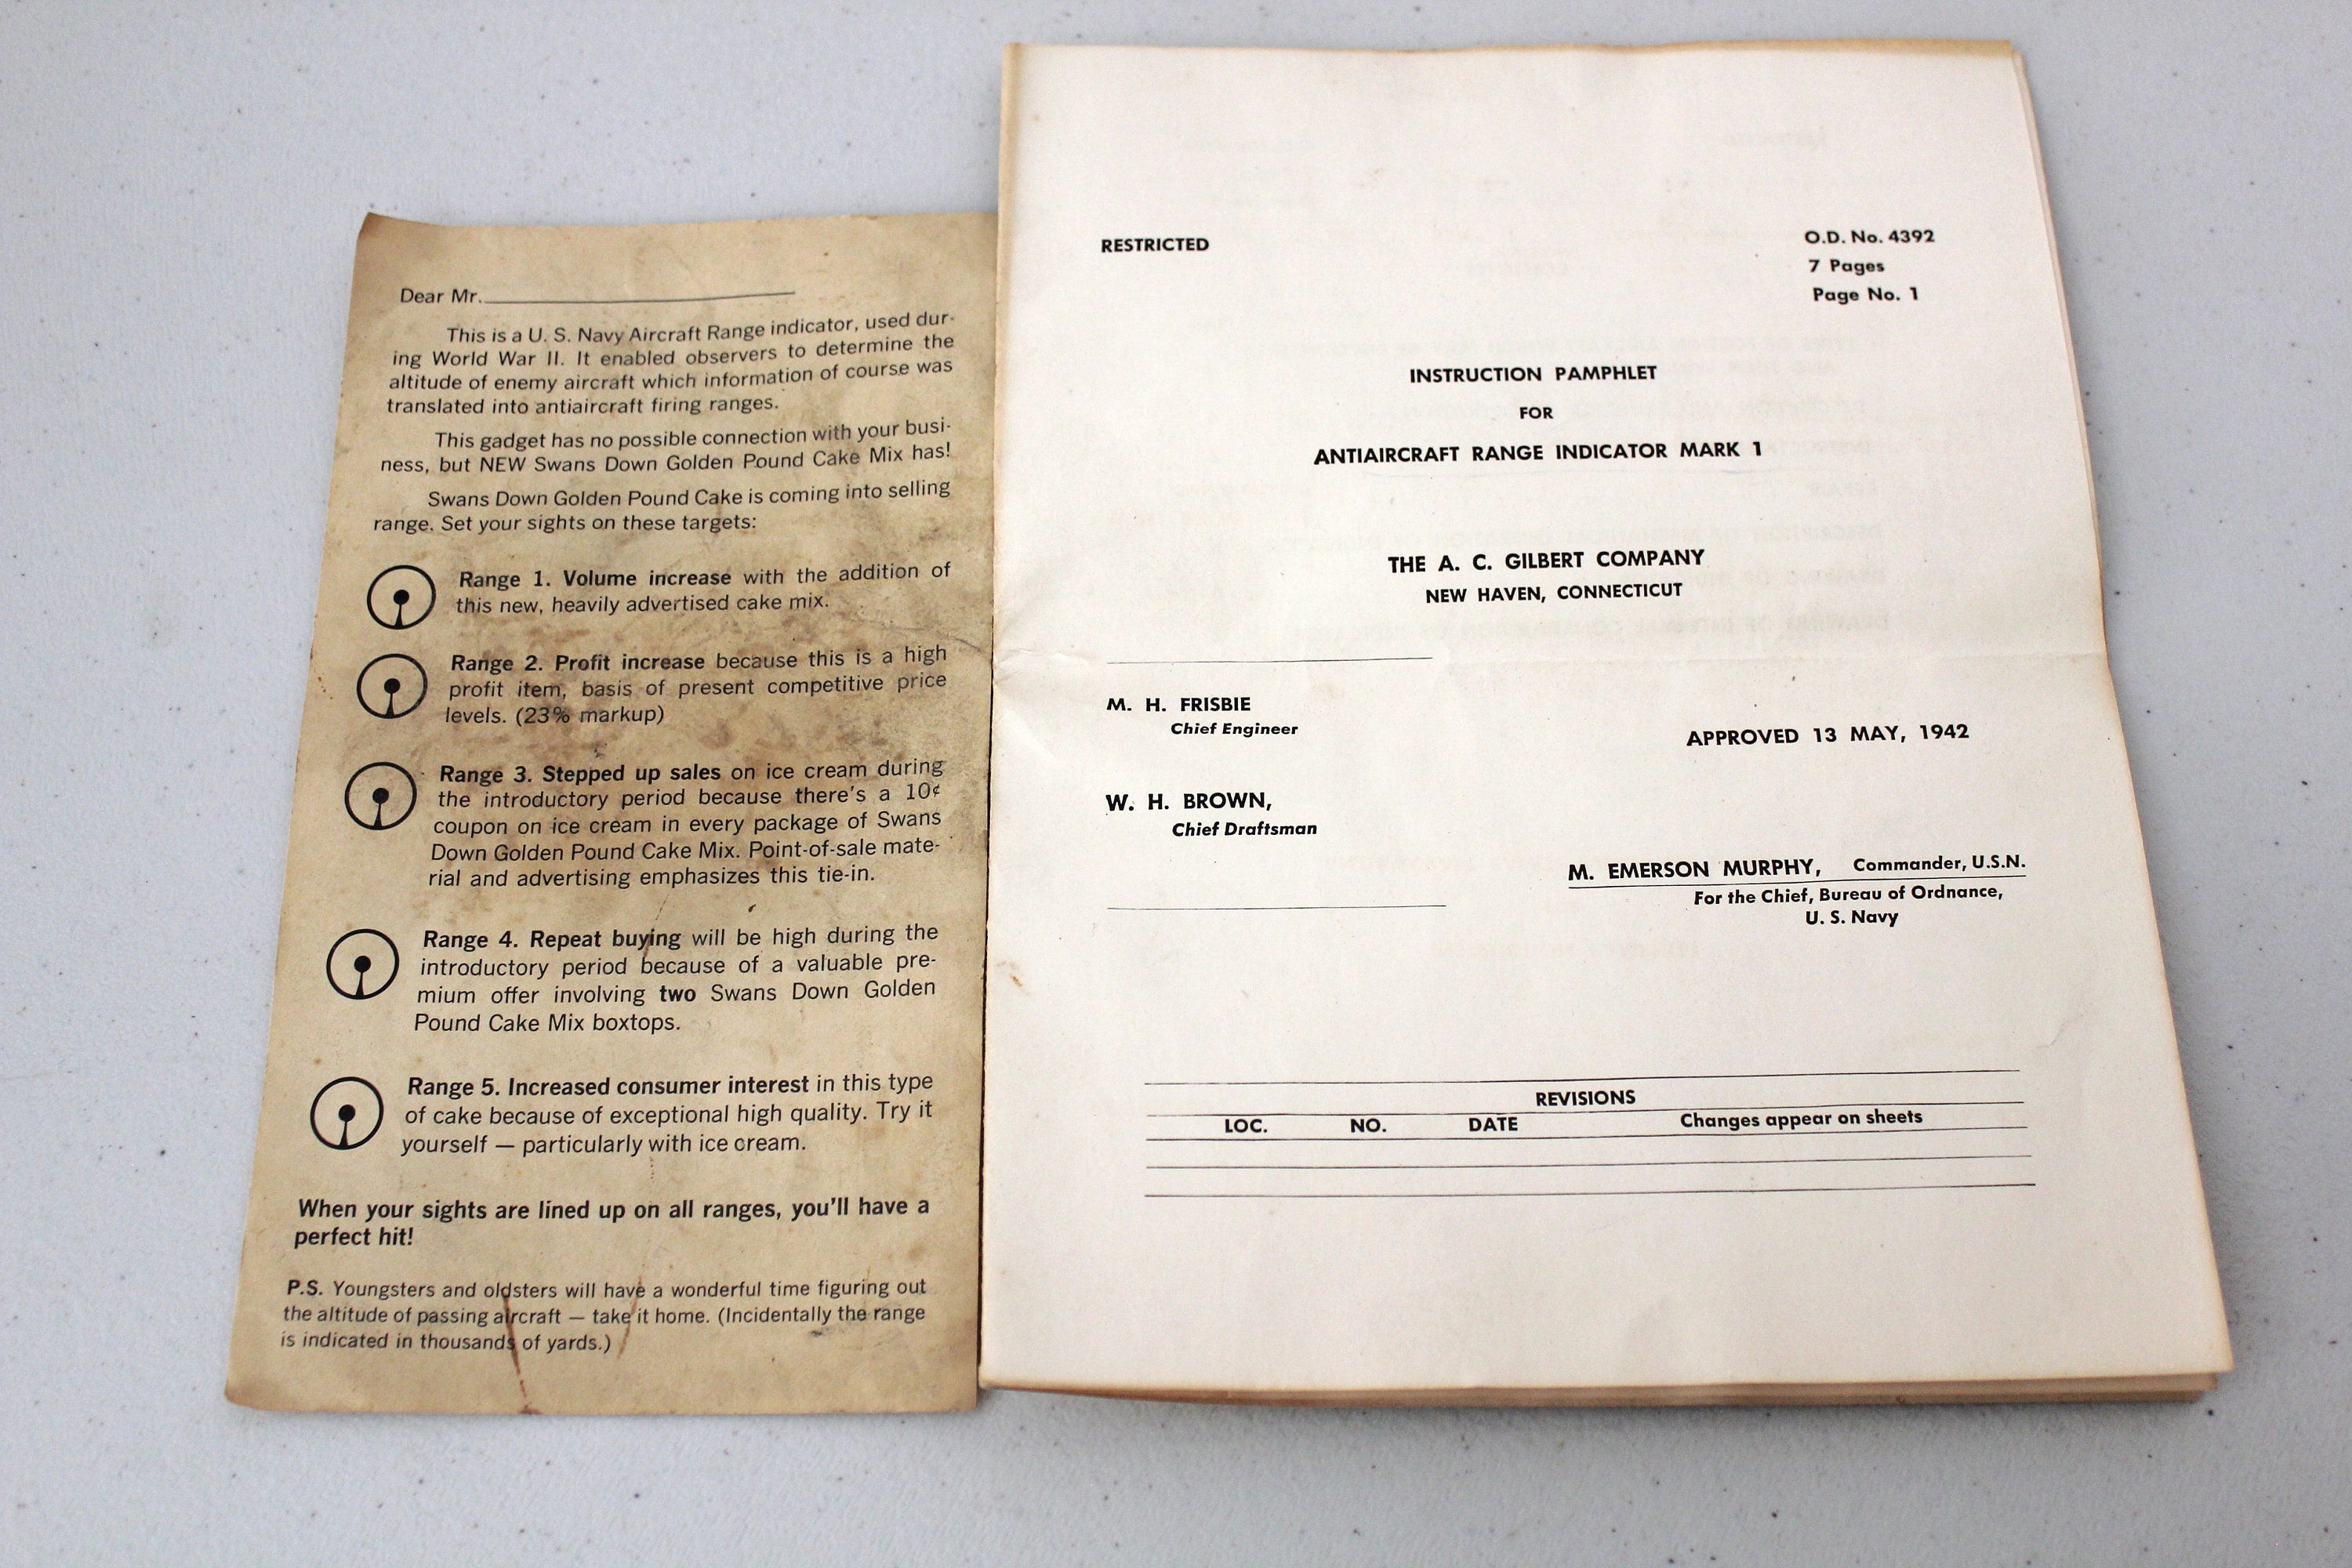 Dear Mr.
This is a U. S. Navy Aircraft Range indicator, used dur-
ing World War II. It enabled observers to determine the
altitude of enemy aircraft which information of course was
translated into antiaircraft firing ranges.
This gadget has no possible connection with your busi-
ness, but NEW Swans Down Golden Pound Cake Mix has!
Swans Down Golden Pound Cake is coming into selling
range. Set your sights on these targets:
Range 1. Volume increase with the addition of
this new, heavily advertised cake mix.
Range 2. Profit increase because this is a high
profit item, basis of present competitive price
levels. (23% markup)
Range 3. Stepped up sales on ice cream during
the introductory period because there's a 10¢
coupon on ice cream in every package of Swans
Down Golden Pound Cake Mix. Point-of-sale mate-
rial and advertising emphasizes this tie-in.
Range 4. Repeat buying will be high during the
introductory period because of a valuable pre-
mium offer involving two Swans Down Golden
Pound Cake Mix boxtops.
Range 5. Increased consumer interest in this type
of cake because of exceptional high quality. Try it
yourself — particularly with ice cream.
When your sights are lined up on all ranges, you'll have a
perfect hit!
P.S. Youngsters and oldsters will have a wonderful time figuring out
the altitude of passing aircraft — take it home. (Incidentally the range
is indicated in thousands of yards.)
RESTRICTED
O.D. No. 4392
7 Pages
Page No. 1
INSTRUCTION PAMPHLET
FOR
ANTIAIRCRAFT RANGE INDICATOR MARK 1
THE A. C. GILBERT COMPANY
NEW HAVEN, CONNECTICUT
M. H. FRISBIE
Chief Engineer
APPROVED 13 MAY, 1942
W. H. BROWN,
Chief Draftsman
M. EMERSON MURPHY, Commander, U.S.N.
For the Chief, Bureau of Ordnance,
U. S. Navy
REVISIONS
LOC. NO. DATE Changes appear on sheets